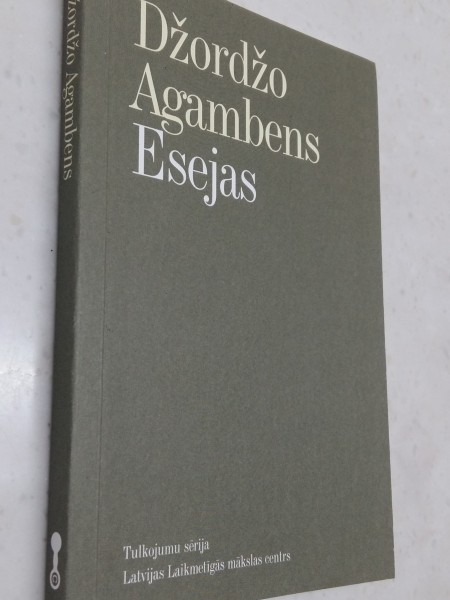 Džordžo
Agambens
Esejas
Tulkojumu sērija
Latvijas Laikmetīgās mākslas centrs
Džordžo Agambens